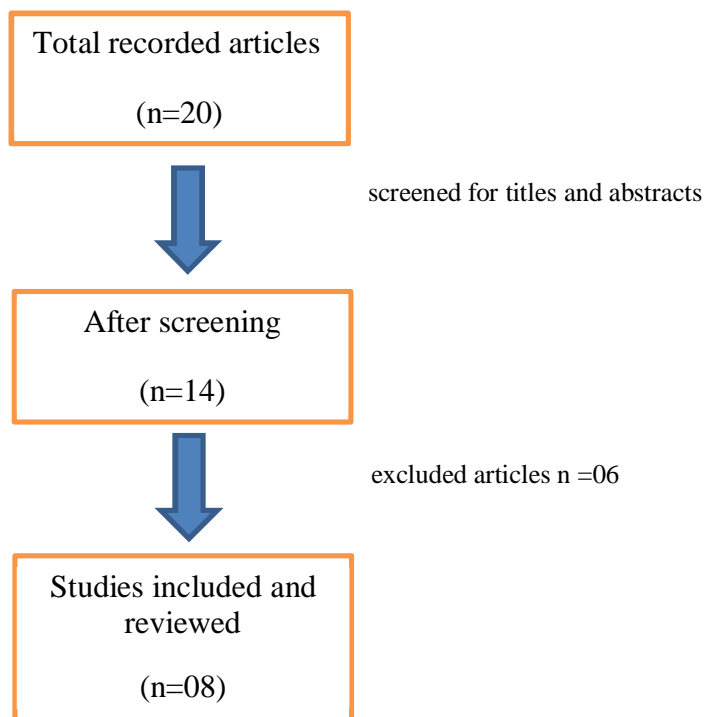 Total recorded articles
(n=20)
screened for titles and abstracts
After screening
(n=14)
excluded articles n =06
Studies included and
reviewed
(n=08)